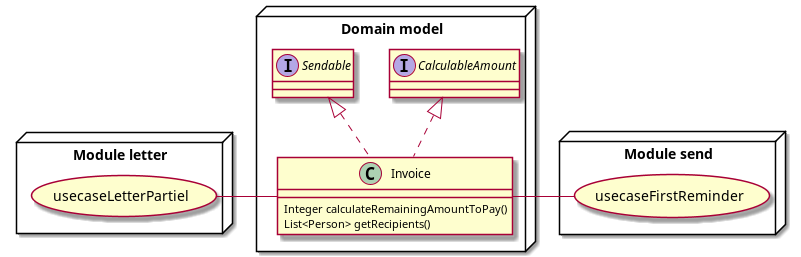 Domain model
I Sendable
I CalculableAmount
Module letter
usecaseLetterPartiel
C Invoice
Integer calculateRemainingAmountToPay()
List<Person> getRecipients()
Module send
usecaseFirstReminder